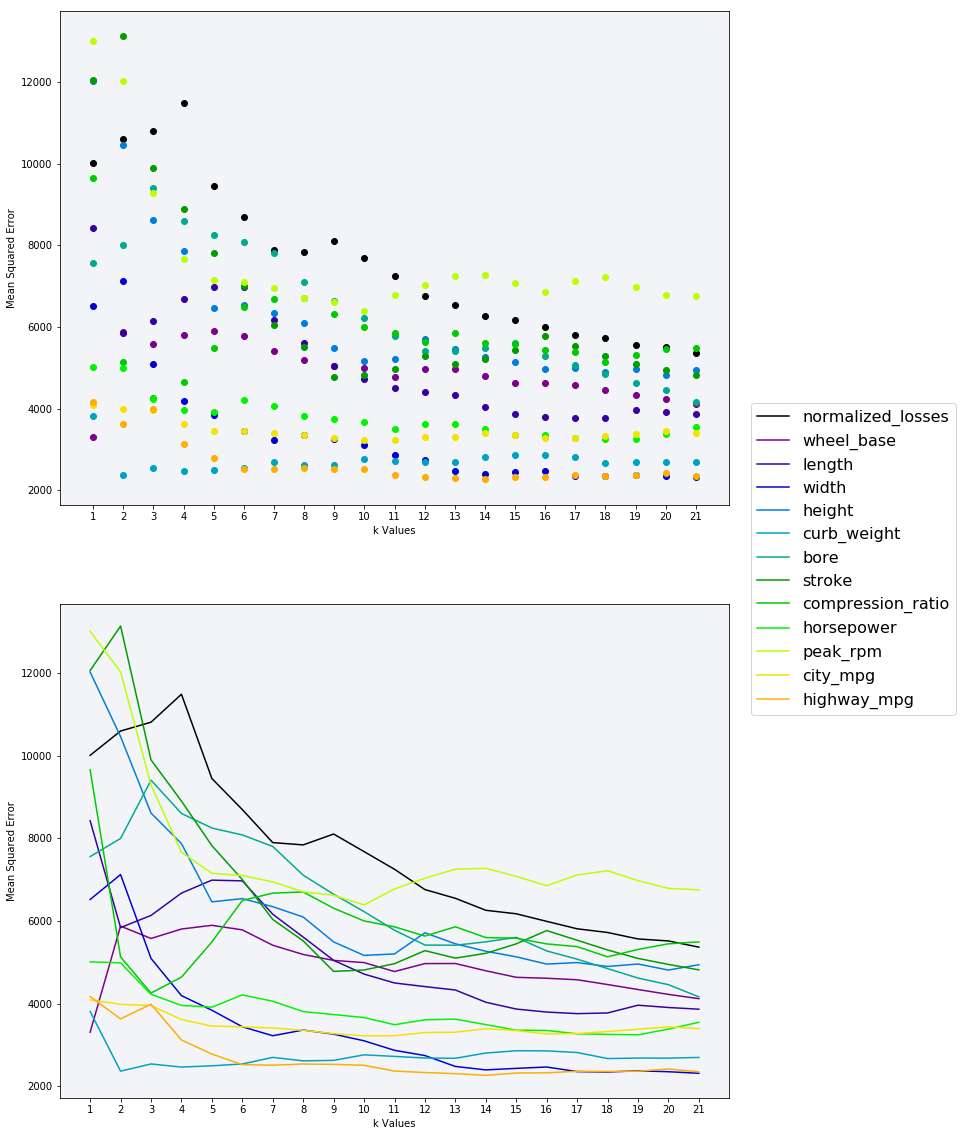 12000
10000
8000
6000
4000
2000
Mean Squared Error
1 2 3 4 5 6 7 8 9 10 11 12 13 14 15 16 17 18 19 20 21
k Values
normalized_losses
wheel_base
length
width
height
curb_weight
bore
stroke
compression_ratio
horsepower
peak_rpm
city_mpg
highway_mpg
12000
10000
8000
6000
4000
2000
Mean Squared Error
1 2 3 4 5 6 7 8 9 10 11 12 13 14 15 16 17 18 19 20 21
k Values